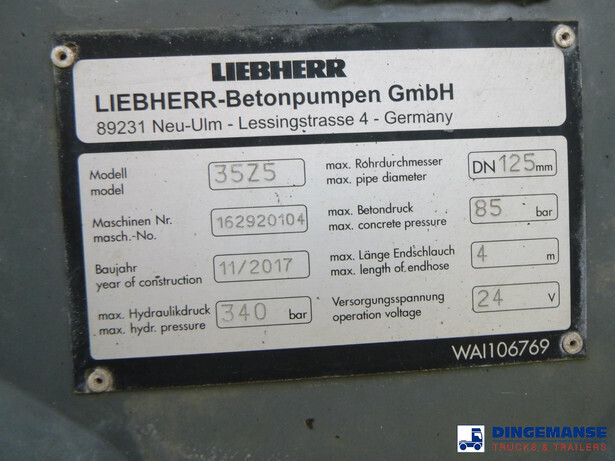 LIEBHERR
LIEBHERR-Betonpumpen GmbH
89231 Neu-Ulm - Lessingstrasse 4 - Germany
Modell
model
35Z5
Maschinen Nr.
masch.-No.
162920104
Baujahr
year of construction
11/2017
max. Hydraulikdruck
max. hydr. pressure
340 bar
max. Rohrdurchmesser
max. pipe diameter
DN 125 mm
max. Betondruck
max. concrete pressure
85 bar
max. Länge Endschlauch
max. length of.endhose
4 m
Versorgungsspannung
operation voltage
24 V
WAI106769
DINGEMANSE
TRUCKS & TRAILERS